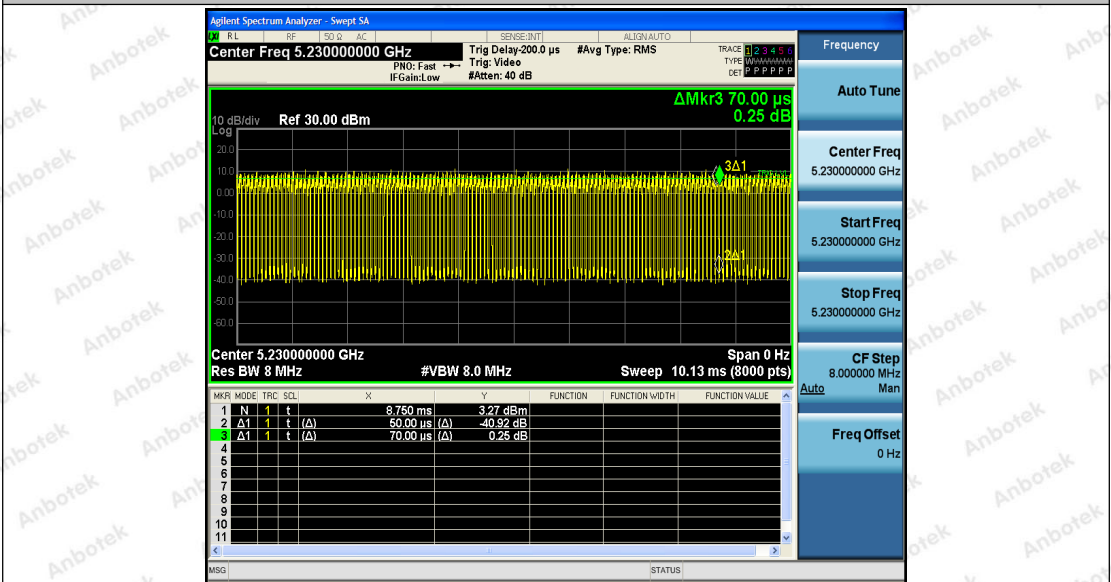 Agilent Spectrum Analyzer - Swept SA
RL RF 50 Ω AC SENSE:INT ALIGNAUTO
Center Freq 5.230000000 GHz
PNO: Fast
IFGain:Low
Trig Delay-200.0 µs
Trig: Video
#Atten: 40 dB
#Avg Type: RMS
TRACE 1 2 3 4 5 6
TYPE
DET P P P P P P
ΔMkr3 70.00 µs
0.25 dB
10 dB/div
Log
Ref 30.00 dBm
20.0
10.0
0.00
-10.0
-20.0
-30.0
-40.0
-50.0
-60.0
3Δ1
2Δ1
Center 5.230000000 GHz
Span 0 Hz
Res BW 8 MHz
#VBW 8.0 MHz
Sweep 10.13 ms (8000 pts)
MKR MODE TRC SCL X Y FUNCTION FUNCTION WIDTH FUNCTION VALUE
1 N 1 t 8.750 ms 3.27 dBm
2 Δ1 1 t (Δ) 50.00 µs (Δ) -40.92 dB
3 Δ1 1 t (Δ) 70.00 µs (Δ) 0.25 dB
4
5
6
7
8
9
10
11
MSG
STATUS
Frequency
Auto Tune
Center Freq
5.230000000 GHz
Start Freq
5.230000000 GHz
Stop Freq
5.230000000 GHz
CF Step
8.000000 MHz
Auto Man
Freq Offset
0 Hz
Anbotek